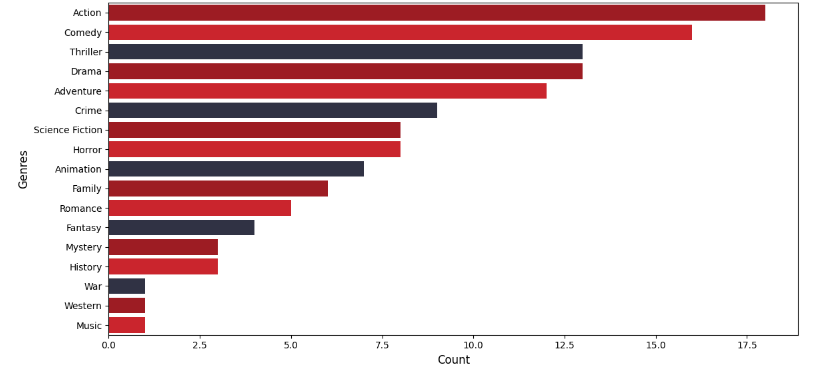 Action
Comedy
Thriller
Drama
Adventure
Crime
Science Fiction
Horror
Animation
Family
Romance
Fantasy
Mystery
History
War
Western
Music
Genres
0.0 2.5 5.0 7.5 10.0 12.5 15.0 17.5
Count